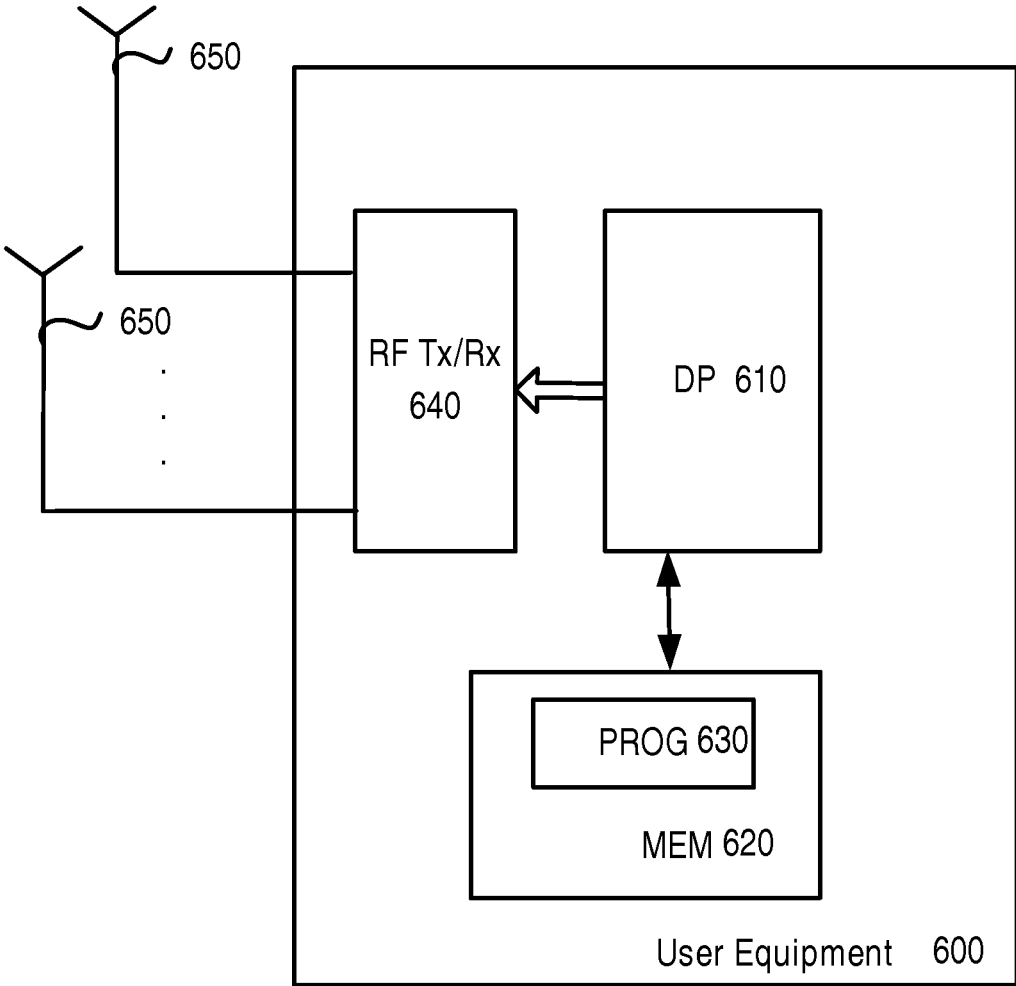 650
650
RF Tx/Rx
640
DP 610
PROG 630
MEM 620
User Equipment 600